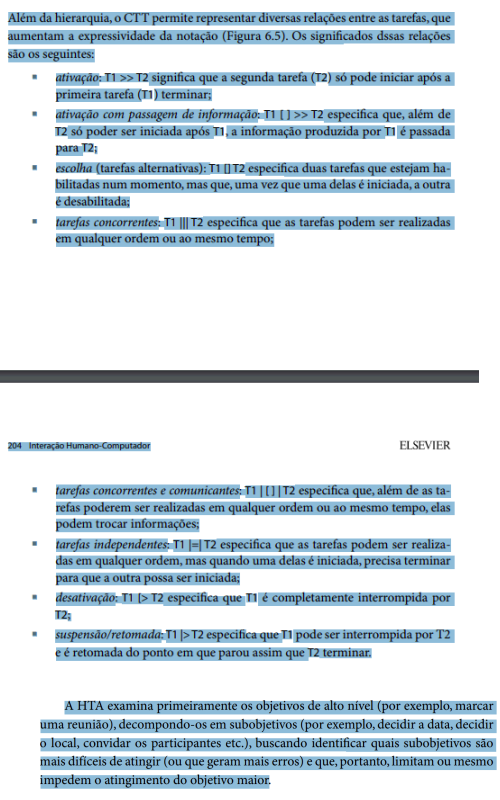 Além da hierarquia, o CTT permite representar diversas relações entre as tarefas, que
aumentam a expressividade da notação (Figura 6.5). Os significados dssas relações
são os seguintes:
▪ ativação: T1 >> T2 significa que a segunda tarefa (T2) só pode iniciar após a
primeira tarefa (T1) terminar;
▪ ativação com passagem de informação: T1 [ ] >> T2 especifica que, além de
T2 só poder ser iniciada após T1, a informação produzida por T1 é passada
para T2;
▪ escolha (tarefas alternativas): T1 [] T2 especifica duas tarefas que estejam ha-
bilitadas num momento, mas que, uma vez que uma delas é iniciada, a outra
é desabilitada;
▪ tarefas concorrentes: T1 ||| T2 especifica que as tarefas podem ser realizadas
em qualquer ordem ou ao mesmo tempo;
204 Interação Humano-Computador ELSEVIER
▪ tarefas concorrentes e comunicantes: T1 | [ ] | T2 especifica que, além de as ta-
refas poderem ser realizadas em qualquer ordem ou ao mesmo tempo, elas
podem trocar informações;
▪ tarefas independentes: T1 |=| T2 especifica que as tarefas podem ser realiza-
das em qualquer ordem, mas quando uma delas é iniciada, precisa terminar
para que a outra possa ser iniciada;
▪ desativação: T1 [> T2 especifica que T1 é completamente interrompida por
T2;
▪ suspensão/retomada: T1 |> T2 especifica que T1 pode ser interrompida por T2
e é retomada do ponto em que parou assim que T2 terminar.
A HTA examina primeiramente os objetivos de alto nível (por exemplo, marcar
uma reunião), decompondo-os em subobjetivos (por exemplo, decidir a data, decidir
o local, convidar os participantes etc.), buscando identificar quais subobjetivos são
mais difíceis de atingir (ou que geram mais erros) e que, portanto, limitam ou mesmo
impedem o atingimento do objetivo maior.